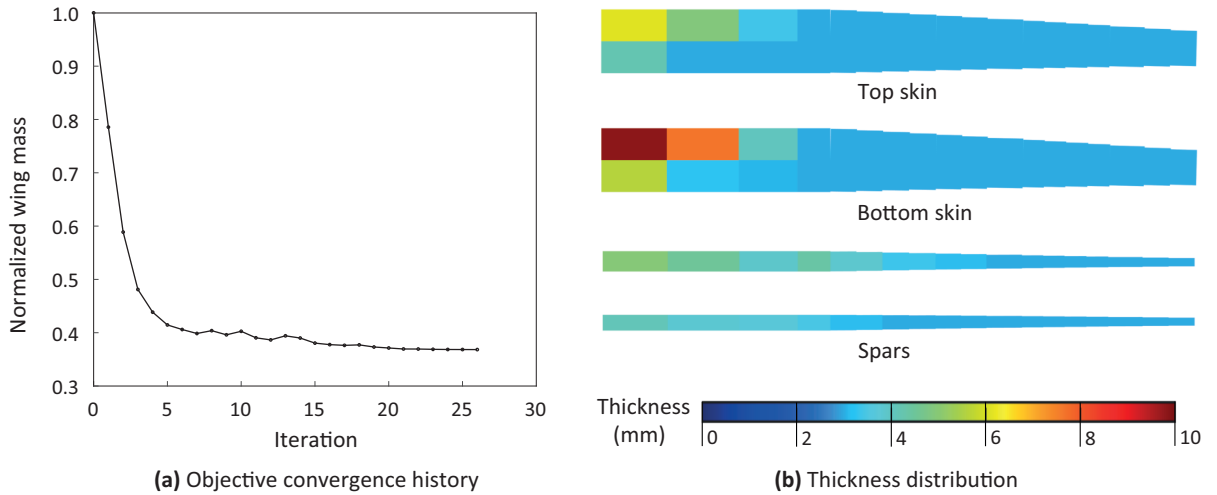 1.0
0.9
0.8
0.7
0.6
0.5
0.4
0.3
0 5 10 15 20 25 30
Normalized wing mass
Iteration
(a) Objective convergence history
Top skin
Bottom skin
Spars
Thickness
(mm)
0 2 4 6 8 10
(b) Thickness distribution